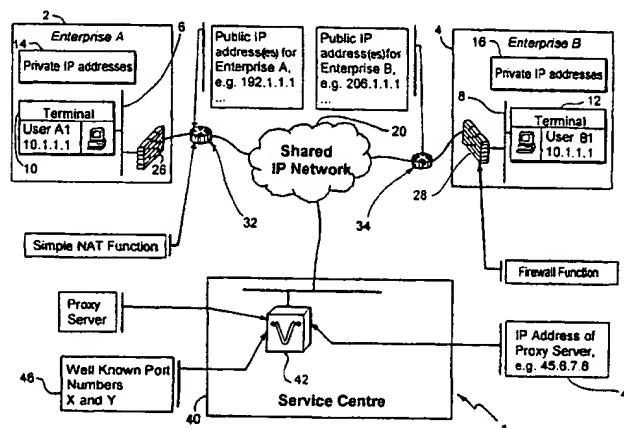 2
Enterprise A
14
Private IP addresses
6
Terminal
User A1
10.1.1.1
10
26
Public IP
address(es) for
Enterprise A,
e.g. 192.1.1.1
...
Public IP
address(es)for
Enterprise B,
e.g. 206.1.1.1
...
20
Shared
IP Network
32
34
4
Enterprise B
16
Private IP addresses
8
12
Terminal
User B1
10.1.1.1
28
Simple NAT Function
Firewall Function
Proxy
Server
46
Well Known Port
Numbers
X and Y
42
40
Service Centre
IP Address of
Proxy Server,
e.g. 45.6.7.8